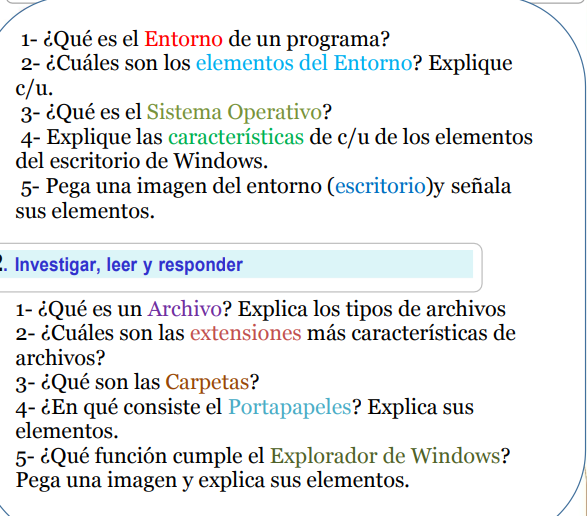 1- ¿Qué es el Entorno de un programa?
2- ¿Cuáles son los elementos del Entorno? Explique
c/u.
3- ¿Qué es el Sistema Operativo?
4- Explique las características de c/u de los elementos
del escritorio de Windows.
5- Pega una imagen del entorno (escritorio)y señala
sus elementos.
2. Investigar, leer y responder
1- ¿Qué es un Archivo? Explica los tipos de archivos
2- ¿Cuáles son las extensiones más características de
archivos?
3- ¿Qué son las Carpetas?
4- ¿En qué consiste el Portapapeles? Explica sus
elementos.
5- ¿Qué función cumple el Explorador de Windows?
Pega una imagen y explica sus elementos.